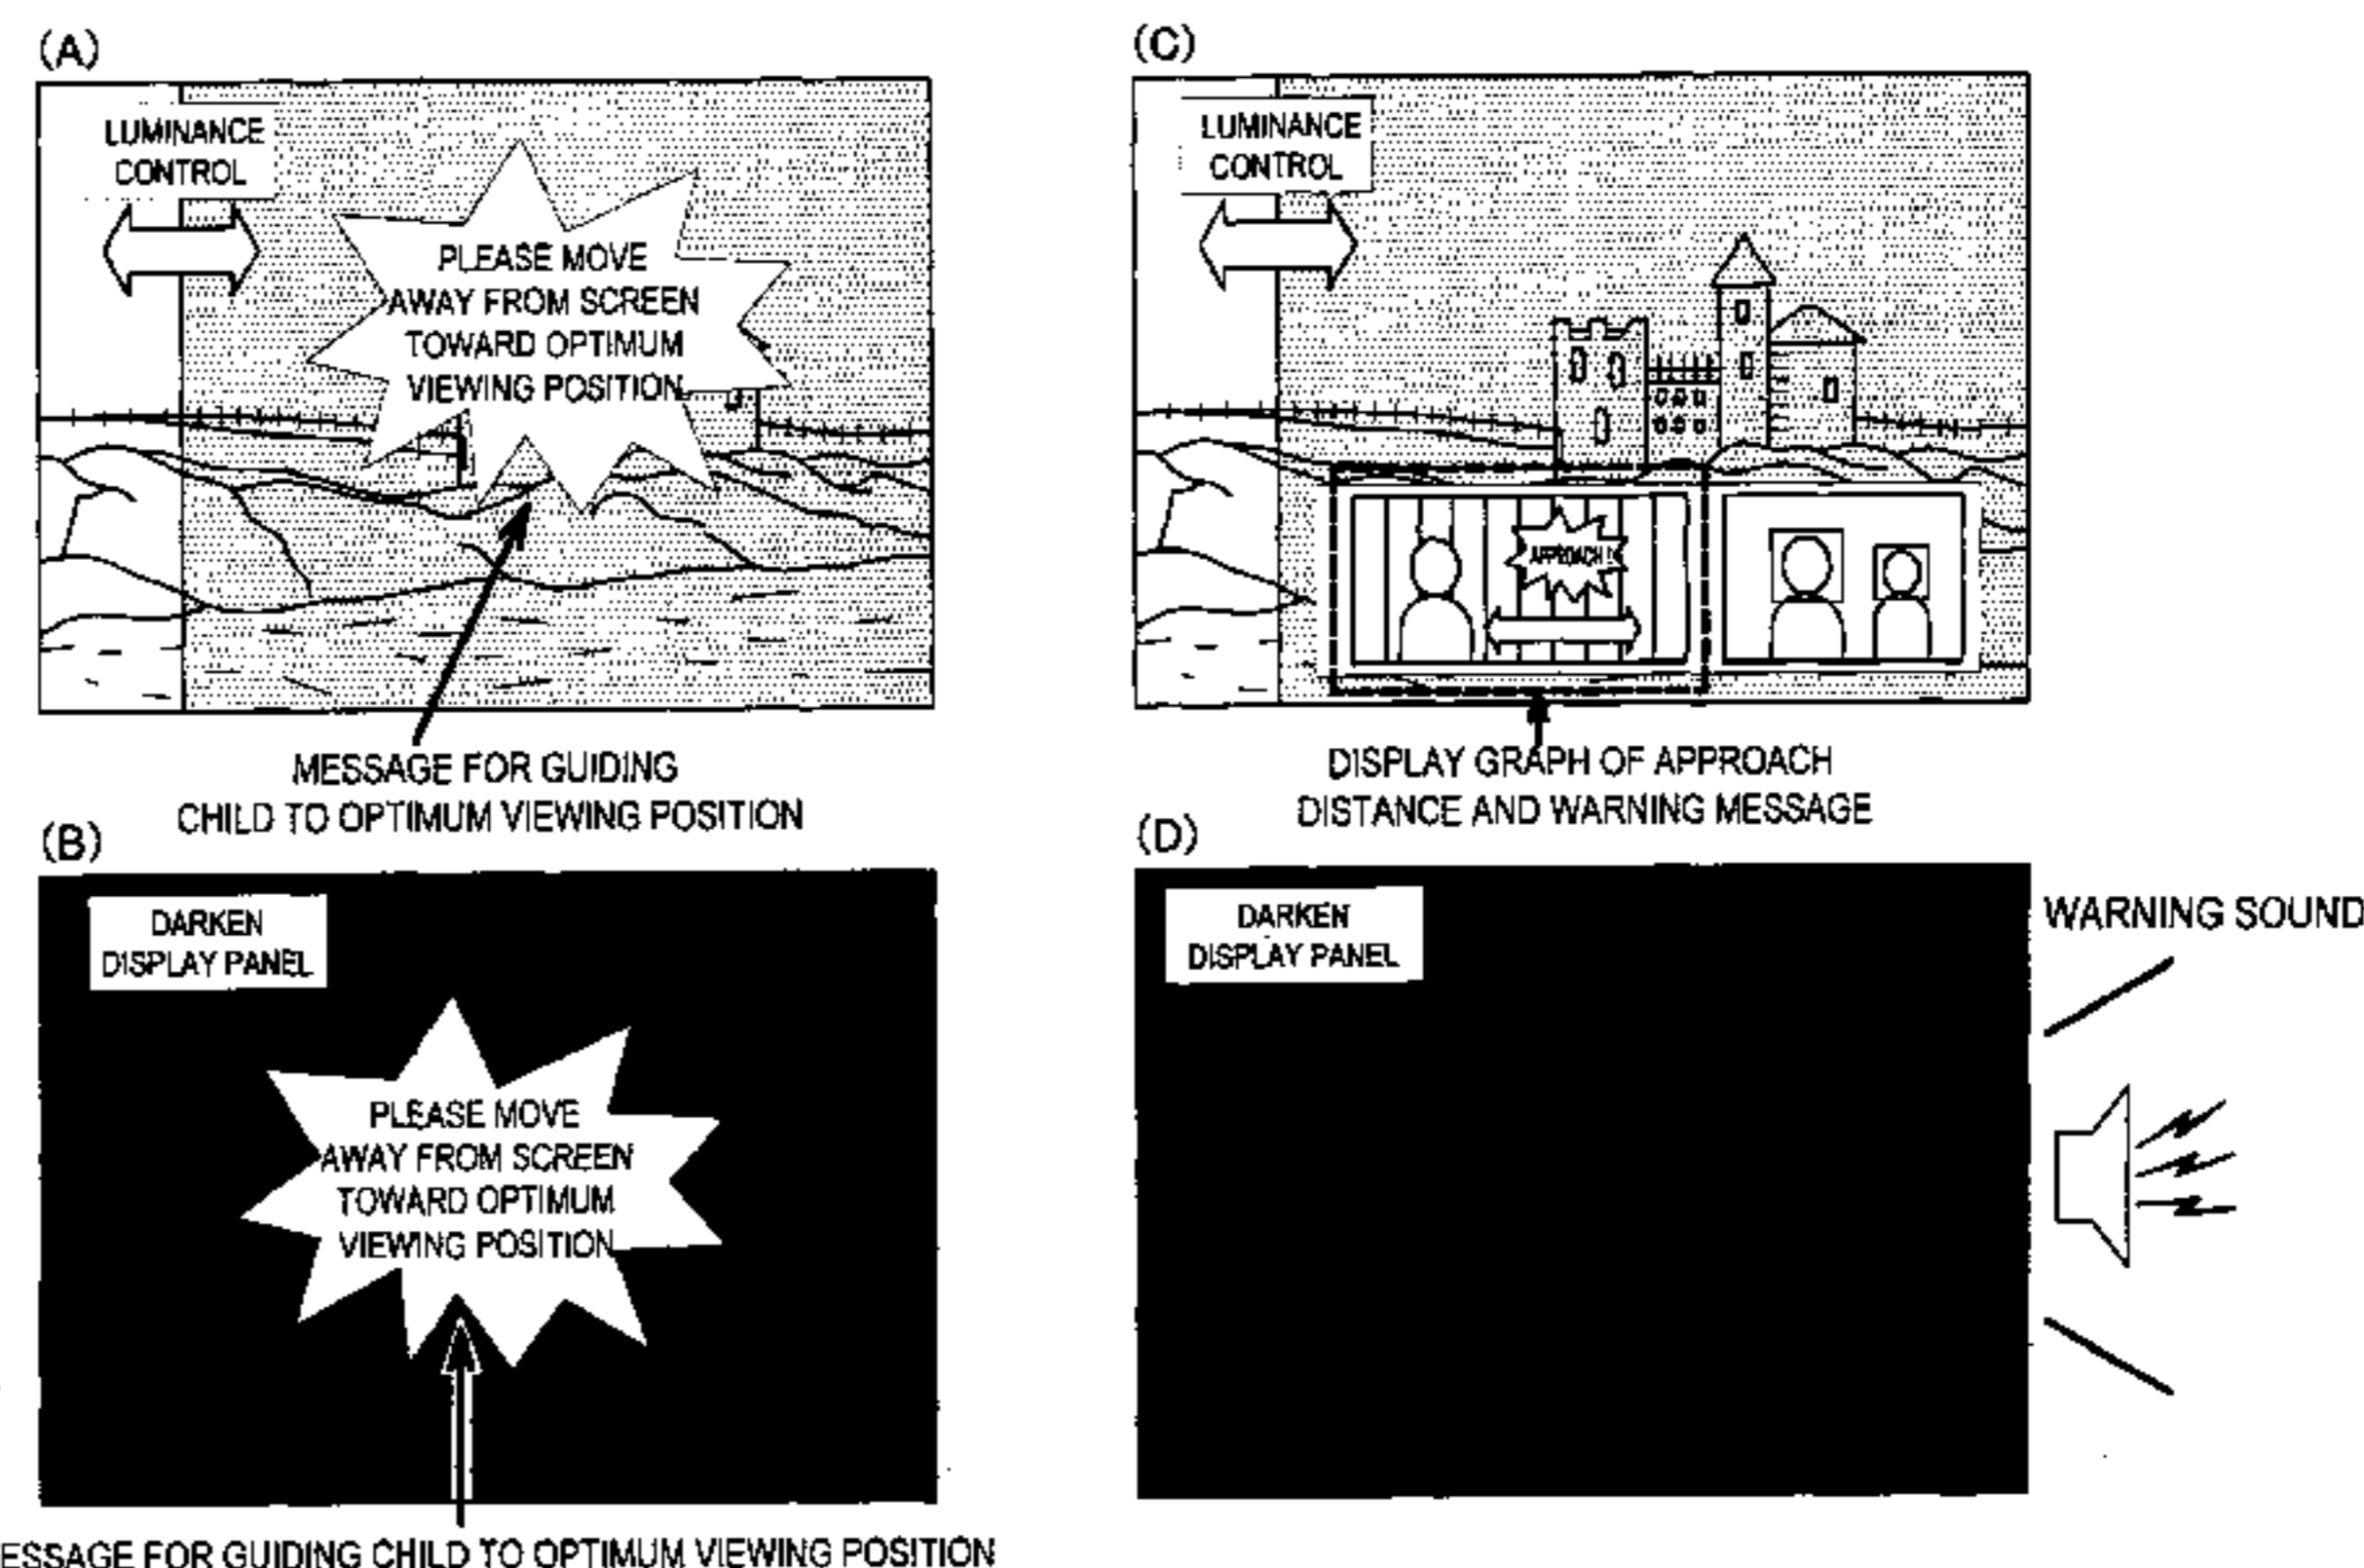 (A)
LUMINANCE
CONTROL
PLEASE MOVE
AWAY FROM SCREEN
TOWARD OPTIMUM
VIEWING POSITION
MESSAGE FOR GUIDING
CHILD TO OPTIMUM VIEWING POSITION
(B)
DARKEN
DISPLAY PANEL
PLEASE MOVE
AWAY FROM SCREEN
TOWARD OPTIMUM
VIEWING POSITION
ESSAGE FOR GUIDING CHILD TO OPTIMUM VIEWING POSITION
(C)
LUMINANCE
CONTROL
APPROACH !
DISPLAY GRAPH OF APPROACH
DISTANCE AND WARNING MESSAGE
(D)
DARKEN
DISPLAY PANEL
WARNING SOUND